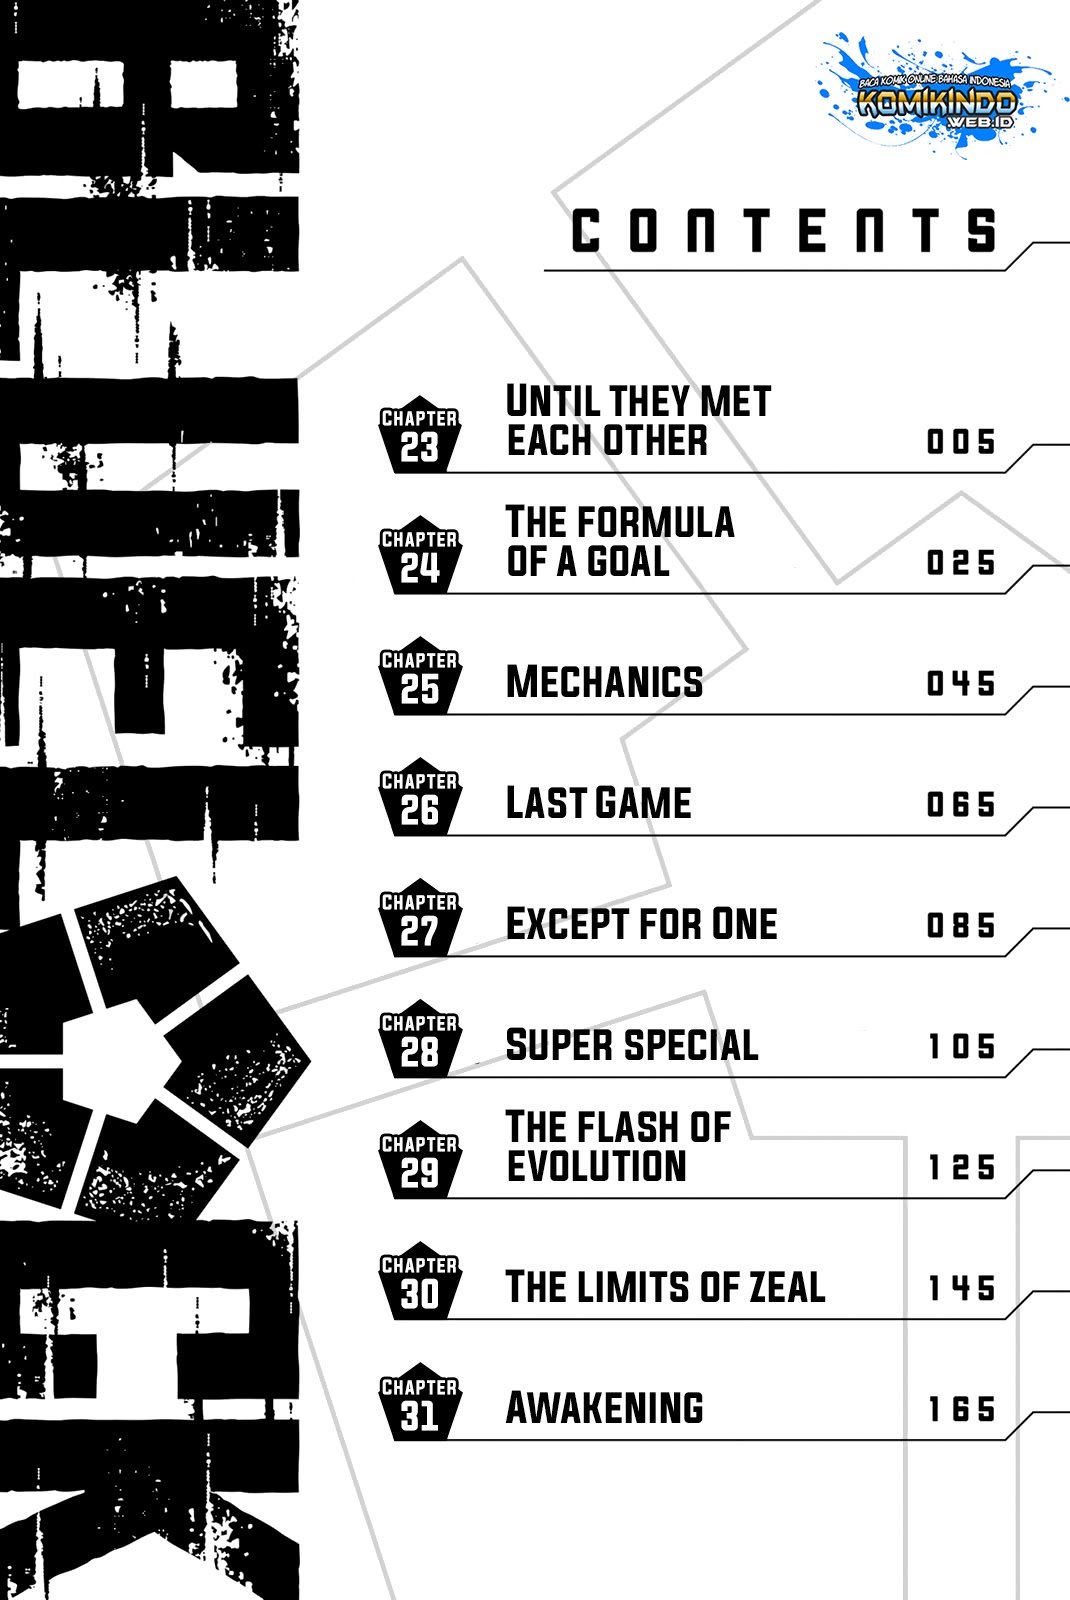 BLUE LOCK
BACA KOMIK ONLINE BAHASA INDONESIA
KOMIKINDO
.WEB.ID
CONTENTS
CHAPTER
23
UNTIL THEY MET
EACH OTHER
005
CHAPTER
24
THE FORMULA
OF A GOAL
025
CHAPTER
25
MECHANICS
045
CHAPTER
26
LAST GAME
065
CHAPTER
27
EXCEPT FOR ONE
085
CHAPTER
28
SUPER SPECIAL
105
CHAPTER
29
THE FLASH OF
EVOLUTION
125
CHAPTER
30
THE LIMITS OF ZEAL
145
CHAPTER
31
AWAKENING
165